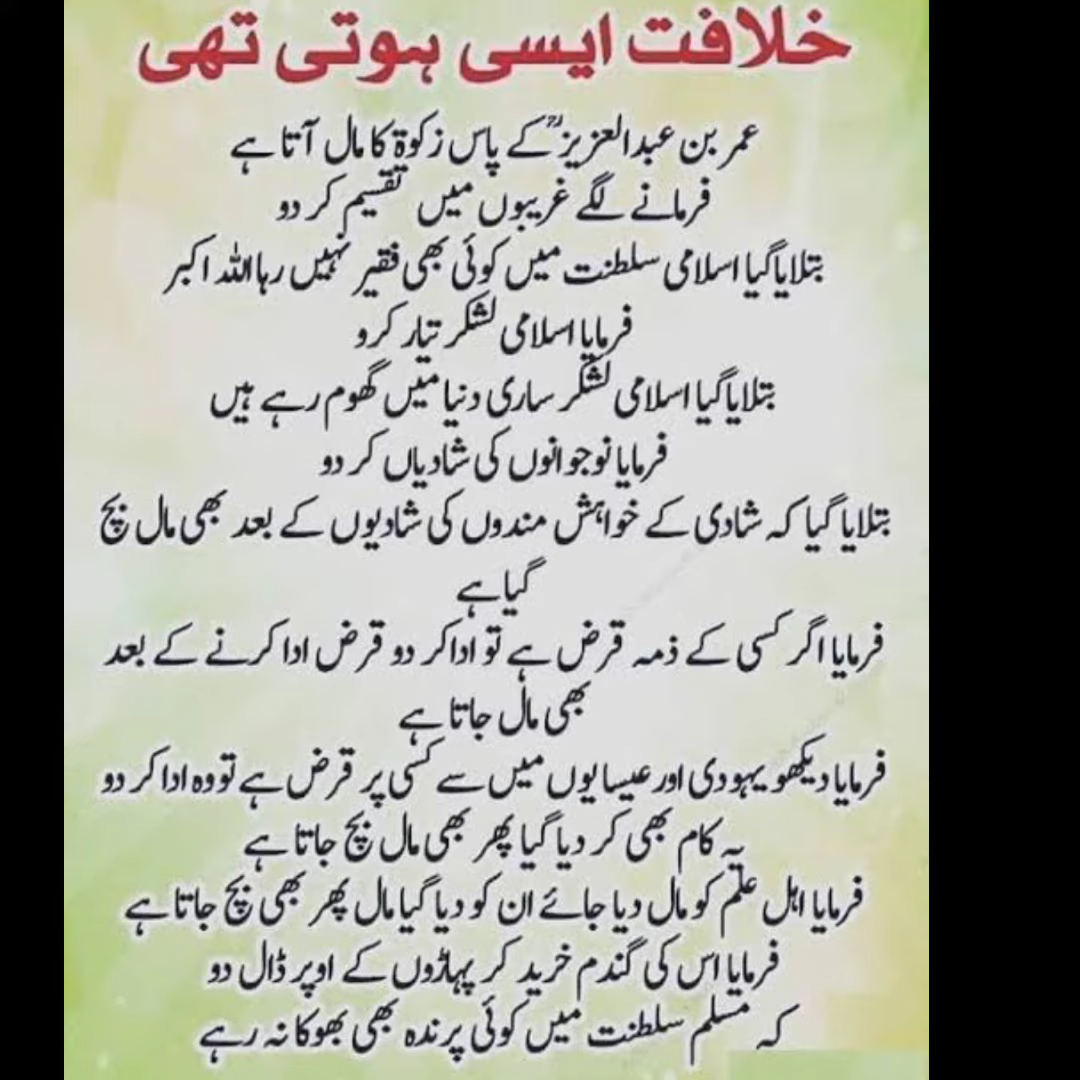 خلافت ایسی ہوتی تھی
عمر بن عبدالعزیزؒ کے پاس زکوۃ کا مال آتا ہے
فرمانے لگے غریبوں میں تقسیم کر دو
بتلایا گیا اسلامی سلطنت میں کوئی بھی فقیر نہیں رہا اللہ اکبر
فرمایا اسلامی لشکر تیار کرو
بتلایا گیا اسلامی لشکر ساری دنیا میں گھوم رہے ہیں
فرمایا نوجوانوں کی شادیاں کر دو
بتلایا گیا کہ شادی کے خواہش مندوں کی شادیوں کے بعد بھی مال بچ
گیا ہے
فرمایا اگر کسی کے ذمہ قرض ہے تو ادا کر دو قرض ادا کرنے کے بعد
بھی مال جاتا ہے
فرمایا دیکھو یہودی اور عیسایوں میں سے کسی پر قرض ہے تو وہ ادا کر دو
یہ کام بھی کر دیا گیا پھر بھی مال بچ جاتا ہے
فرمایا اہل علم کو مال دیا جائے ان کو دیا گیا مال پھر بھی بچ جاتا ہے
فرمایا اس کی گندم خرید کر پہاڑوں کے اوپر ڈال دو
کہ مسلم سلطنت میں کوئی پرندہ بھی بھوکا نہ رہے